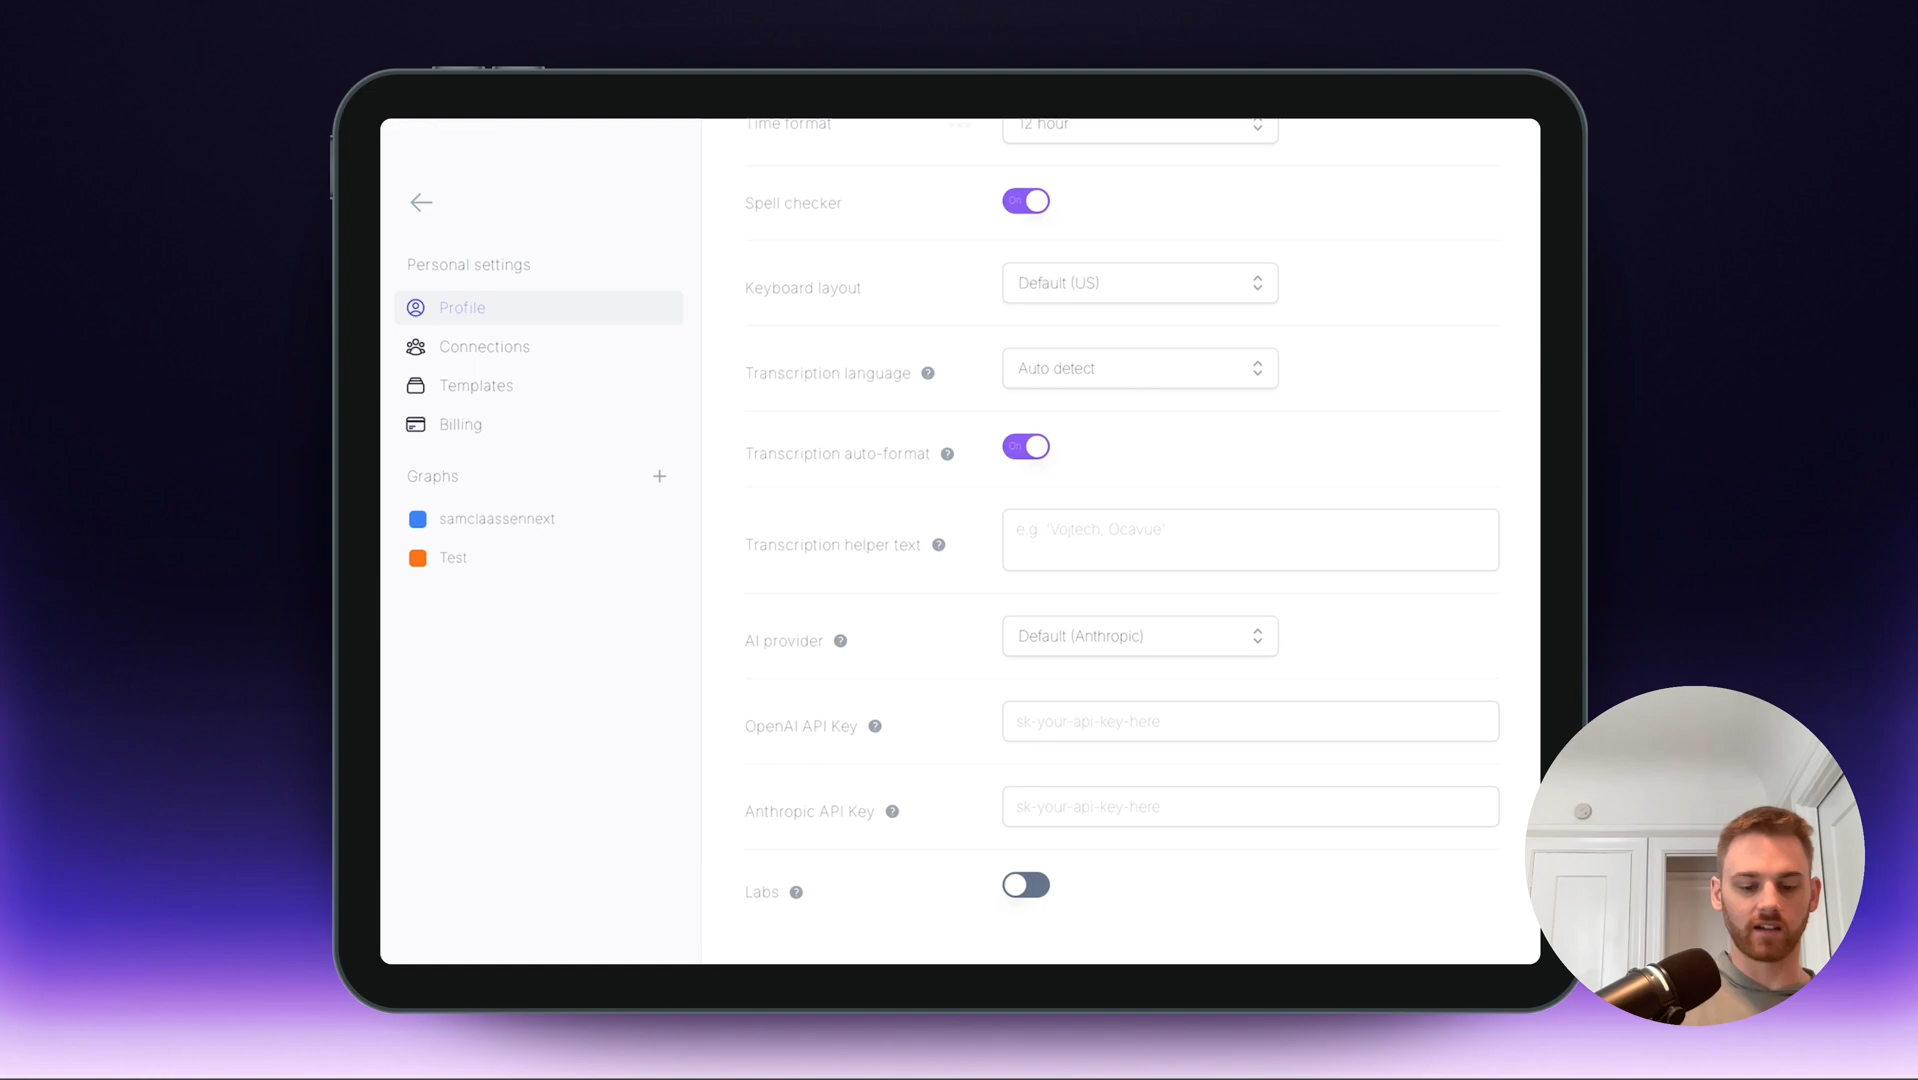 Time format
12 hour
Spell checker
On
Personal settings
Profile
Connections
Templates
Billing
Graphs
samclaassennext
Test
Keyboard layout
Default (US)
Transcription language
Auto detect
Transcription auto-format
On
Transcription helper text
e.g 'Vojtech, Ocavue'
AI provider
Default (Anthropic)
OpenAI API Key
sk-your-api-key-here
Anthropic API Key
sk-your-api-key-here
Labs